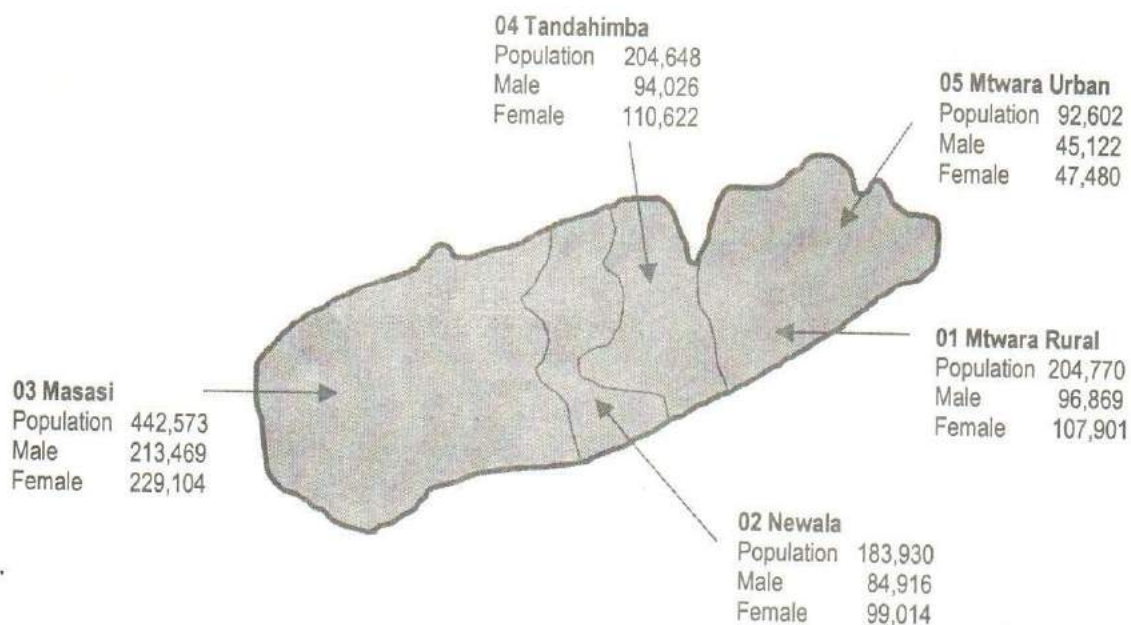 04 Tandahimba
Population 204,648
Male 94,026
Female 110,622
05 Mtwara Urban
Population 92,602
Male 45,122
Female 47,480
01 Mtwara Rural
Population 204,770
Male 96,869
Female 107,901
03 Masasi
Population 442,573
Male 213,469
Female 229,104
02 Newala
Population 183,930
Male 84,916
Female 99,014